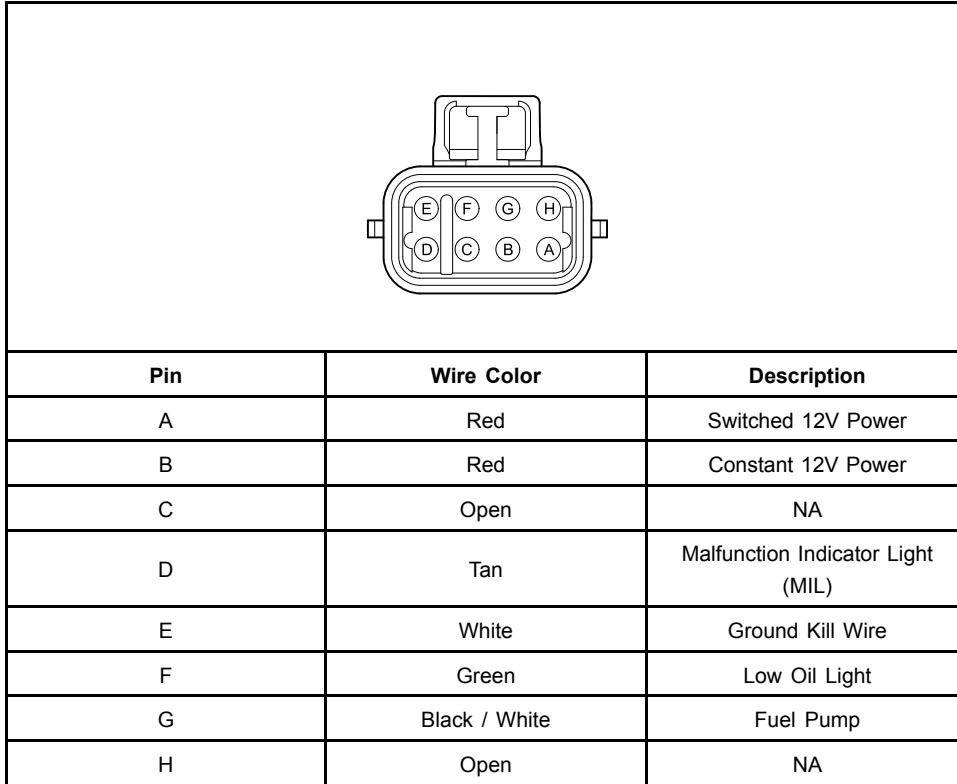 E F G H
D C B A
Pin Wire Color Description
A Red Switched 12V Power
B Red Constant 12V Power
C Open NA
D Tan Malfunction Indicator Light
(MIL)
E White Ground Kill Wire
F Green Low Oil Light
G Black / White Fuel Pump
H Open NA